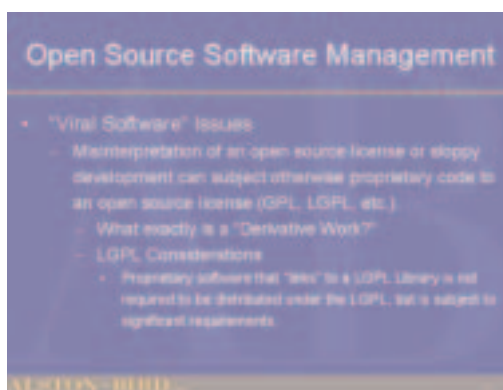 Open Source Software Management
• "Viral Software" Issues
– Misinterpretation of an open source license or sloppy
development can subject otherwise proprietary code to
an open source license (GPL, LGPL, etc.)
– What exactly is a "Derivative Work?"
– LGPL Considerations
• Proprietary software that "links" to a LGPL Library is not
required to be distributed under the LGPL, but is subject to
significant requirements
ALSTON+BIRD